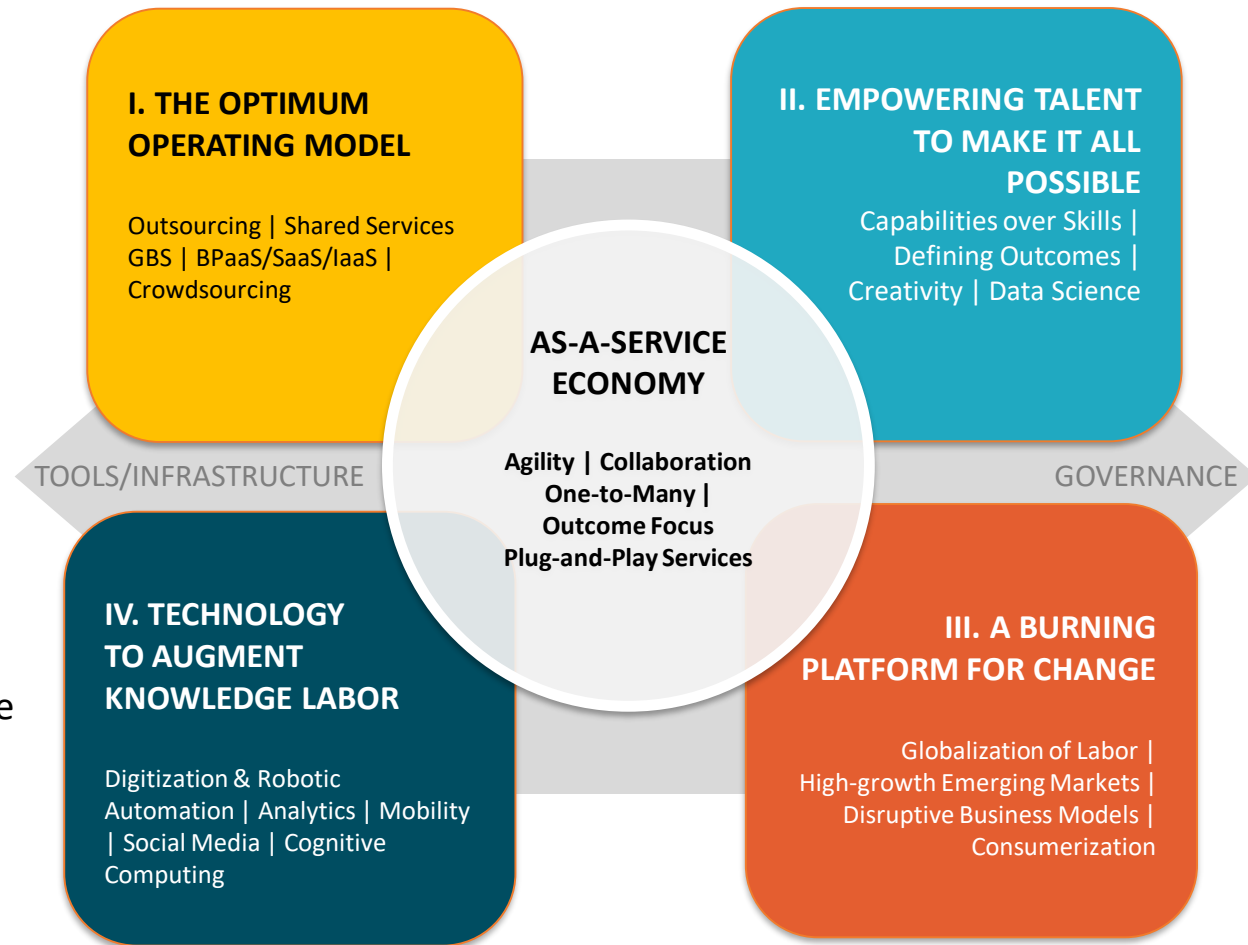 I. THE OPTIMUM
OPERATING MODEL
Outsourcing | Shared Services
GBS | BPaaS/SaaS/IaaS |
Crowdsourcing
II. EMPOWERING TALENT
TO MAKE IT ALL
POSSIBLE
Capabilities over Skills |
Defining Outcomes |
Creativity | Data Science
AS-A-SERVICE
ECONOMY
Agility | Collaboration
One-to-Many |
Outcome Focus
Plug-and-Play Services
TOOLS/INFRASTRUCTURE
GOVERNANCE
IV. TECHNOLOGY
TO AUGMENT
KNOWLEDGE LABOR
Digitization & Robotic
Automation | Analytics | Mobility
| Social Media | Cognitive
Computing
III. A BURNING
PLATFORM FOR CHANGE
Globalization of Labor |
High-growth Emerging Markets |
Disruptive Business Models |
Consumerization